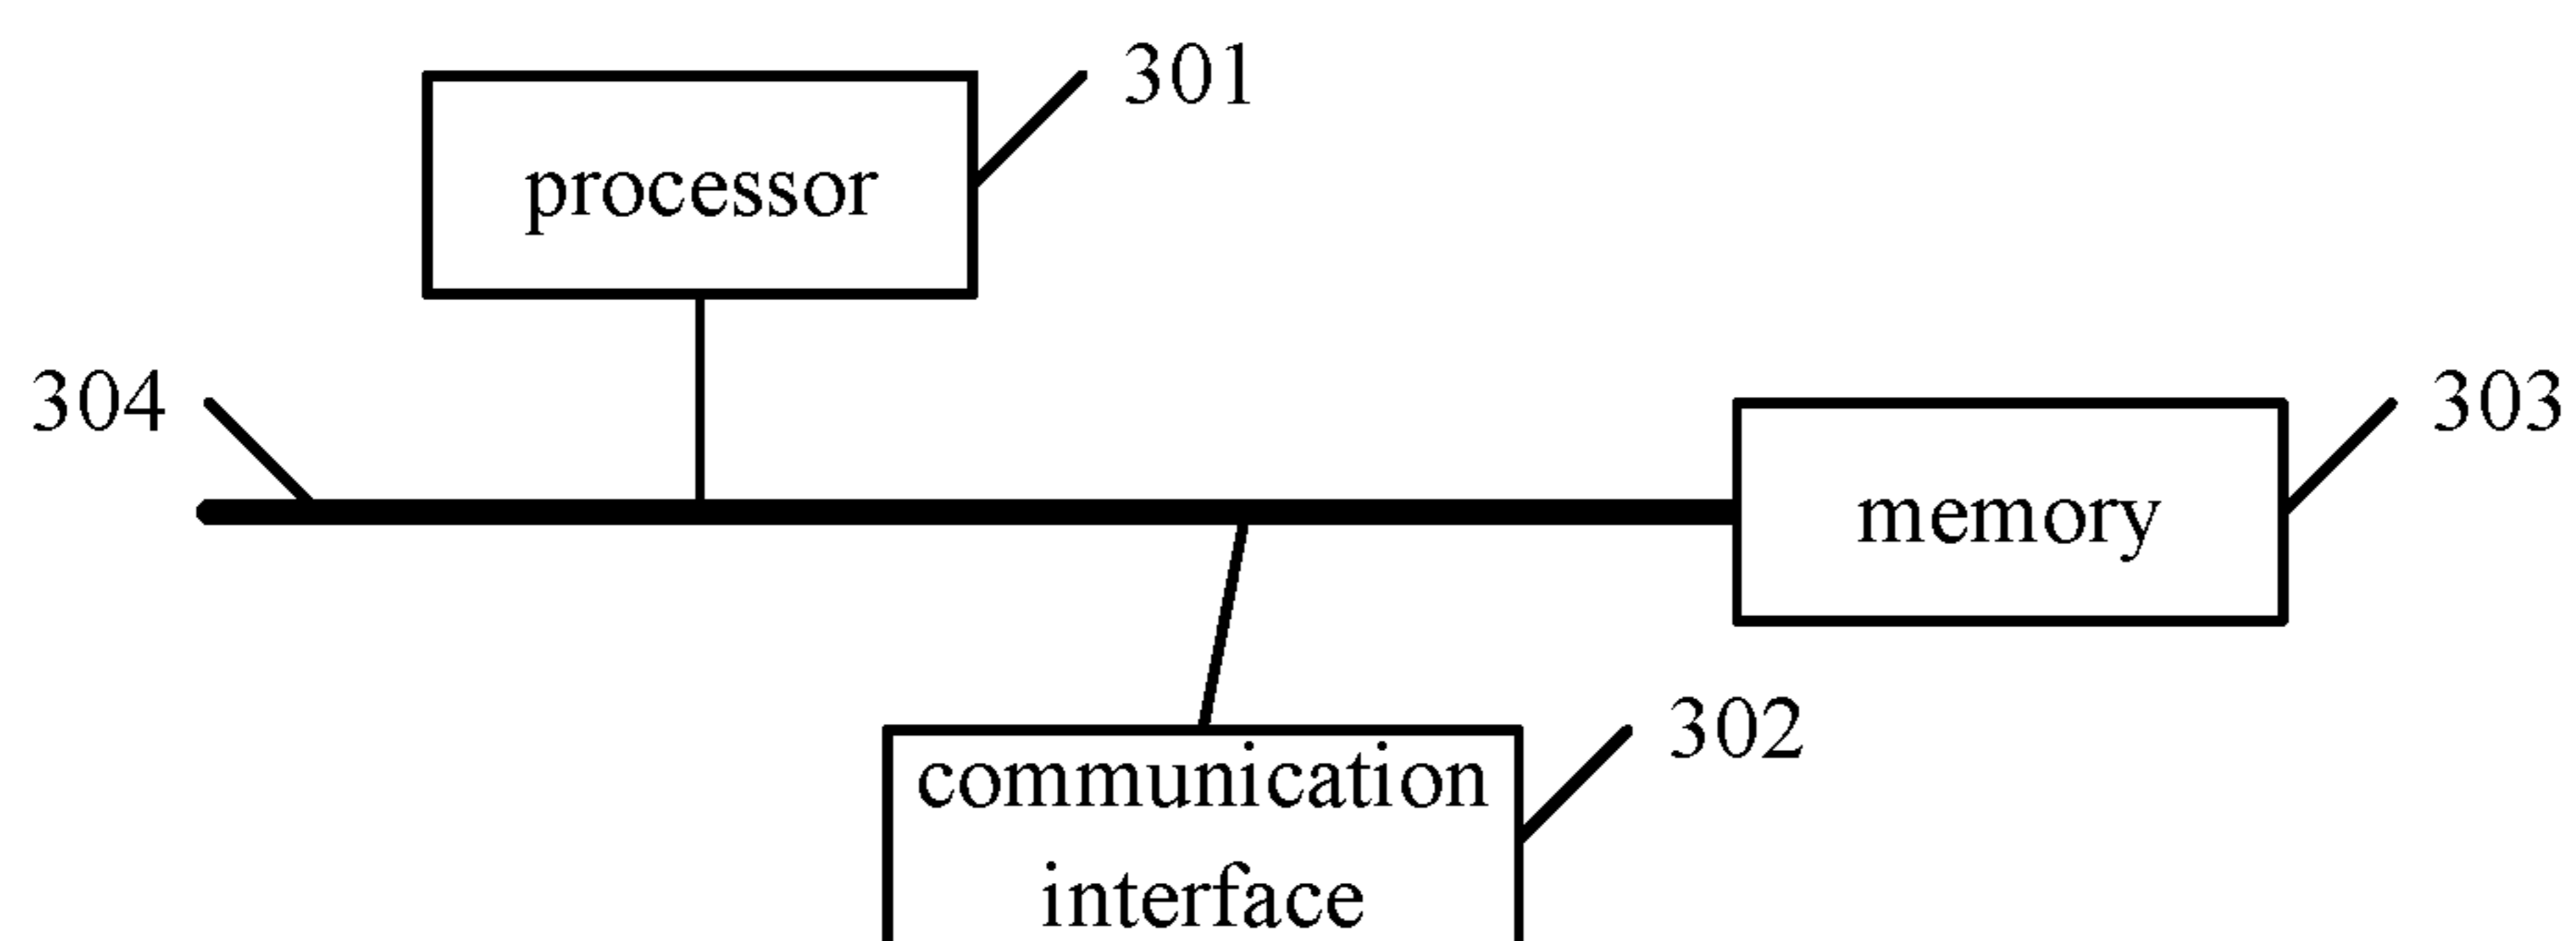 301
processor
304
303
memory
302
communication
interface